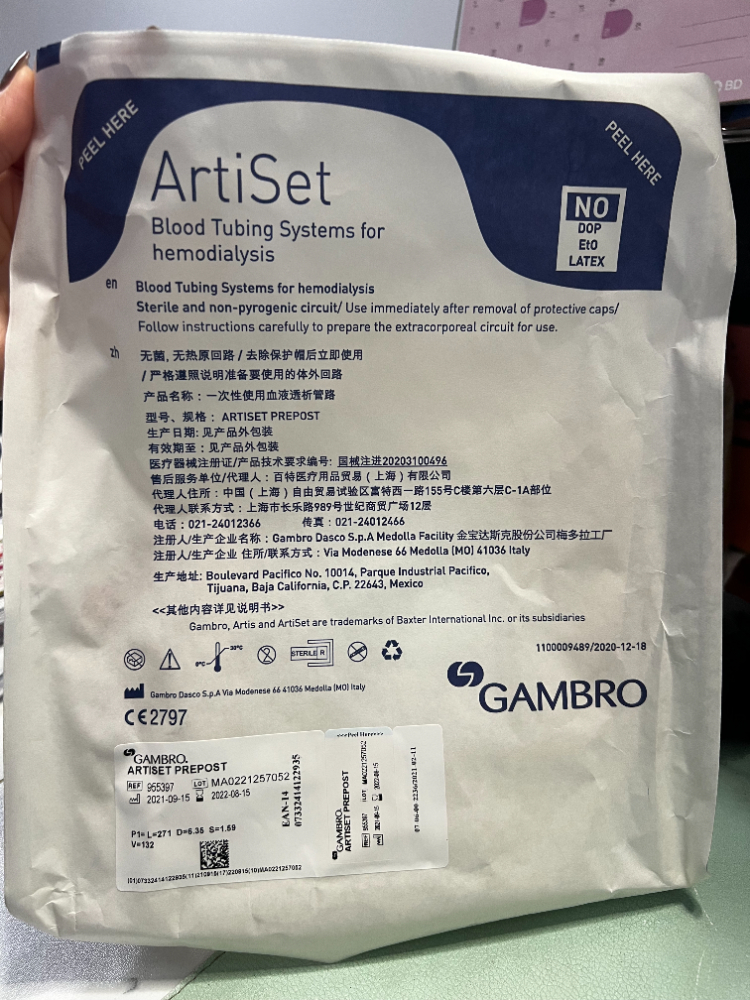 PEEL HERE
PEEL HERE
ArtiSet
Blood Tubing Systems for
hemodialysis
NO
DOP
EtO
LATEX
BD
en
Blood Tubing Systems for hemodialysis
Sterile and non-pyrogenic circuit/ Use immediately after removal of protective caps/
Follow instructions carefully to prepare the extracorporeal circuit for use.
zh
无菌, 无热原回路 / 去除保护帽后立即使用
/ 严格遵照说明准备要使用的体外回路
产品名称：一次性使用血液透析管路
型号、规格： ARTISET PREPOST
生产日期: 见产品外包装
有效期至：见产品外包装
医疗器械注册证/产品技术要求编号: 国械注进20203100496
售后服务单位/代理人：百特医疗用品贸易（上海）有限公司
代理人住所：中国（上海）自由贸易试验区富特西一路155号C楼第六层C-1A部位
代理人联系方式：上海市长乐路989号世纪商贸广场12层
电话：021-24012366 传真：021-24012466
注册人/生产企业名称：Gambro Dasco S.p.A Medolla Facility 金宝达斯克股份公司梅多拉工厂
注册人/生产企业 住所/联系方式：Via Modenese 66 Medolla (MO) 41036 Italy
生产地址: Boulevard Pacifico No. 10014, Parque Industrial Pacifico,
Tijuana, Baja California, C.P. 22643, Mexico
<<其他内容详见说明书>>
Gambro, Artis and ArtiSet are trademarks of Baxter International Inc. or its subsidiaries
0°C
30°C
2
STERILE R
1100009489/2020-12-18
Gambro Dasco S.p.A Via Modenese 66 41036 Medolla (MO) Italy
CE2797
GAMBRO
GAMBRO.
ARTISET PREPOST
REF 955397 LOT MA0221257052
2021-09-15 2022-08-15
P1= L=271 D=6.35 S=1.59
V=132
EAN-14
07332414122935
<<<Peel Here>>>
GAMBRO.
ARTISET PREPOST
REF 955397 LOT MA0221257052
2021-09-15 2022-08-15